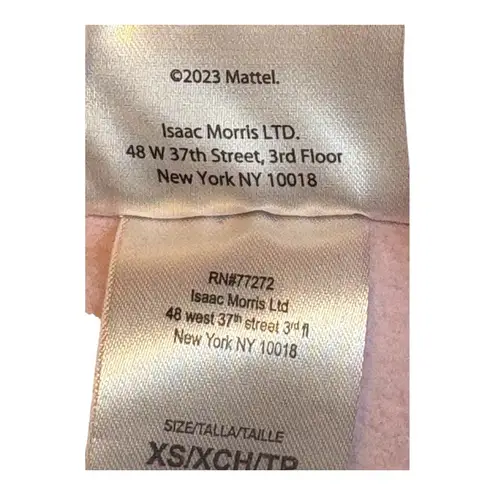 ©2023 Mattel.
Isaac Morris LTD.
48 W 37th Street, 3rd Floor
New York NY 10018
RN#77272
Isaac Morris Ltd
48 west 37th street 3rd fl
New York NY 10018
SIZE/TALLA/TAILLE
XS/XCH/TP